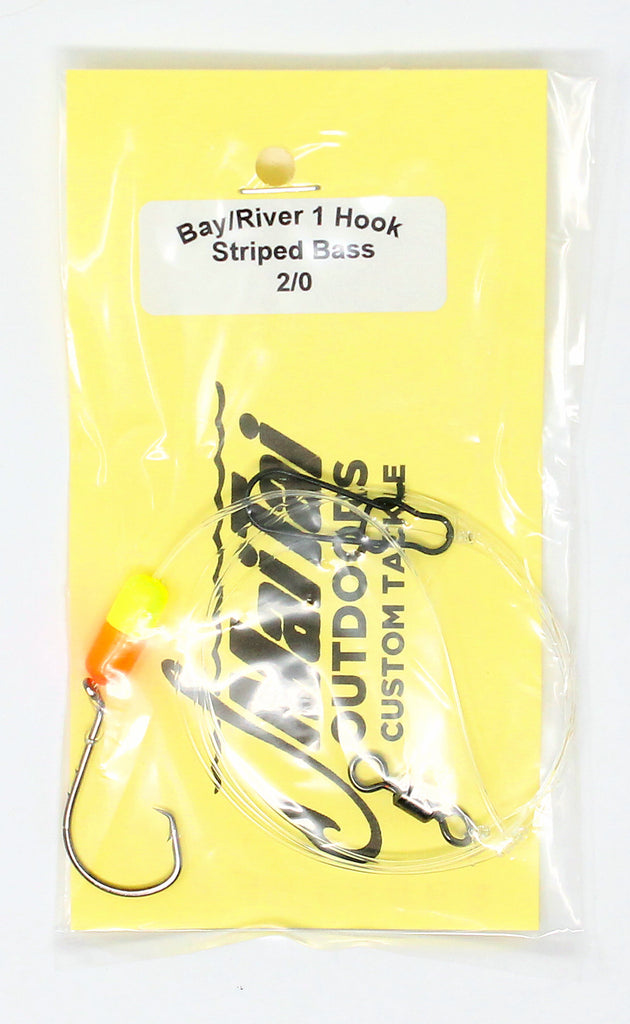 Bay/River 1 Hook
Striped Bass
2/0
OUTDOORS
CUSTOM TACKLE